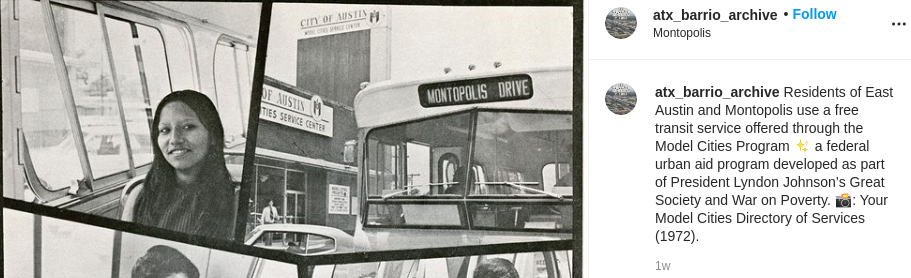 CITY OF AUSTIN
MODEL CITIES SERVICE CENTER
OF AUSTIN
CITIES SERVICE CENTER
MONTOPOLIS DRIVE
atx_barrio_archive • Follow
Montopolis
...
atx_barrio_archive Residents of East
Austin and Montopolis use a free
transit service offered through the
Model Cities Program ✨ a federal
urban aid program developed as part
of President Lyndon Johnson's Great
Society and War on Poverty. 📸: Your
Model Cities Directory of Services
(1972).
1w